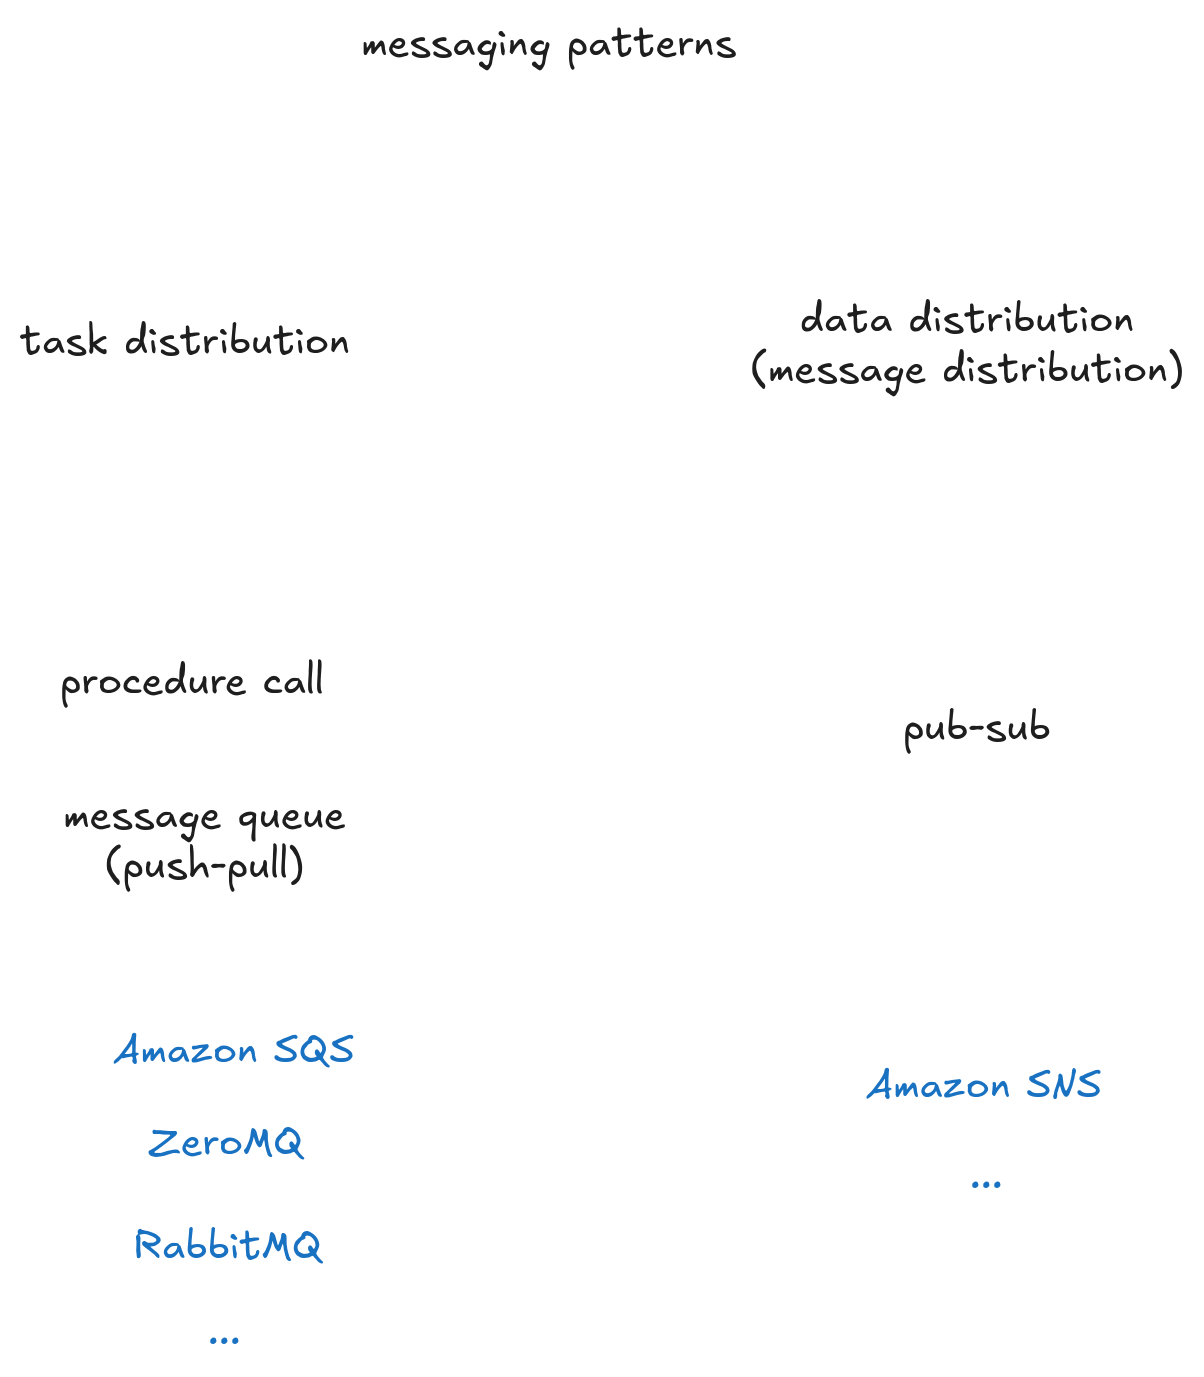 messaging patterns
task distribution
data distribution
(message distribution)
procedure call
pub-sub
message queue
(push-pull)
Amazon SQS
Amazon SNS
ZeroMQ
...
RabbitMQ
...